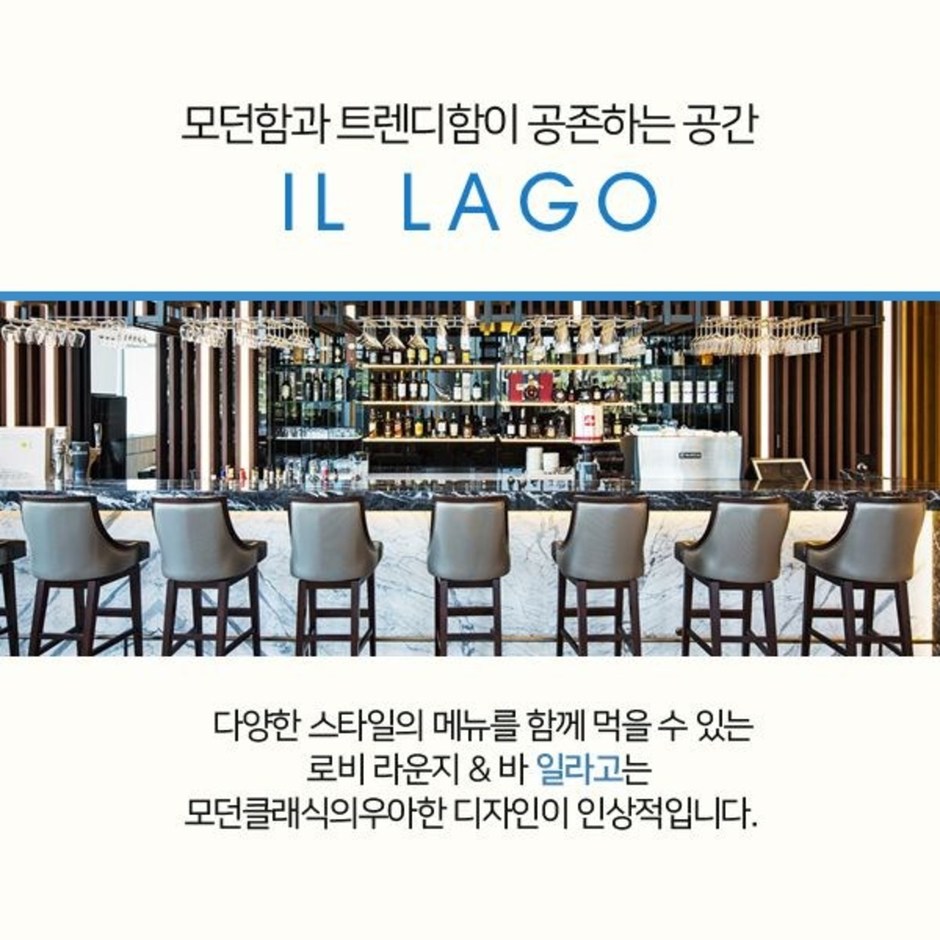 모던함과 트렌디함이 공존하는 공간
IL LAGO
다양한 스타일의 메뉴를 함께 먹을 수 있는
로비 라운지 & 바 일라고는
모던클래식의우아한 디자인이 인상적입니다.